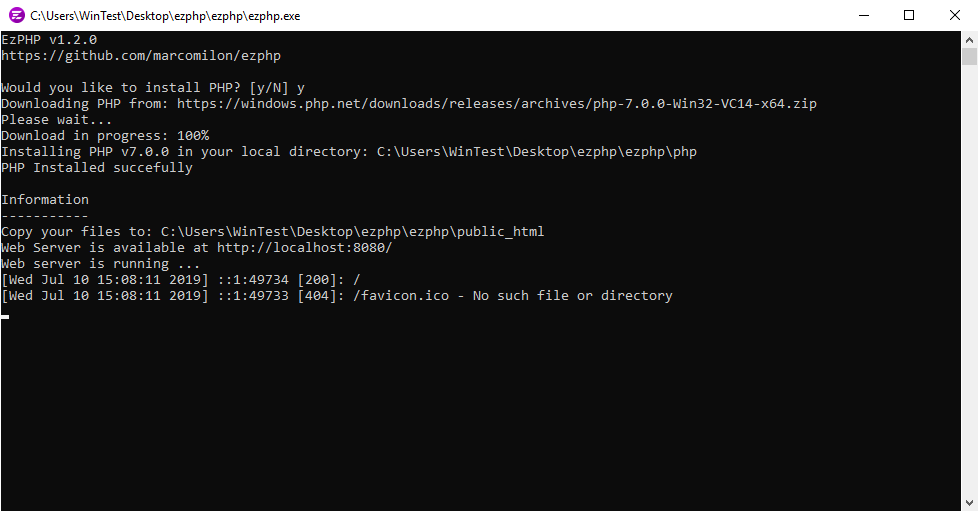 C:\Users\WinTest\Desktop\ezphp\ezphp\ezphp.exe
EzPHP v1.2.0
https://github.com/marcomilon/ezphp
Would you like to install PHP? [y/N] y
Downloading PHP from: https://windows.php.net/downloads/releases/archives/php-7.0.0-Win32-VC14-x64.zip
Please wait...
Download in progress: 100%
Installing PHP v7.0.0 in your local directory: C:\Users\WinTest\Desktop\ezphp\ezphp\php
PHP Installed succefully
Information
-----------
Copy your files to: C:\Users\WinTest\Desktop\ezphp\ezphp\public_html
Web Server is available at http://localhost:8080/
Web server is running ...
[Wed Jul 10 15:08:11 2019] ::1:49734 [200]: /
[Wed Jul 10 15:08:11 2019] ::1:49733 [404]: /favicon.ico - No such file or directory